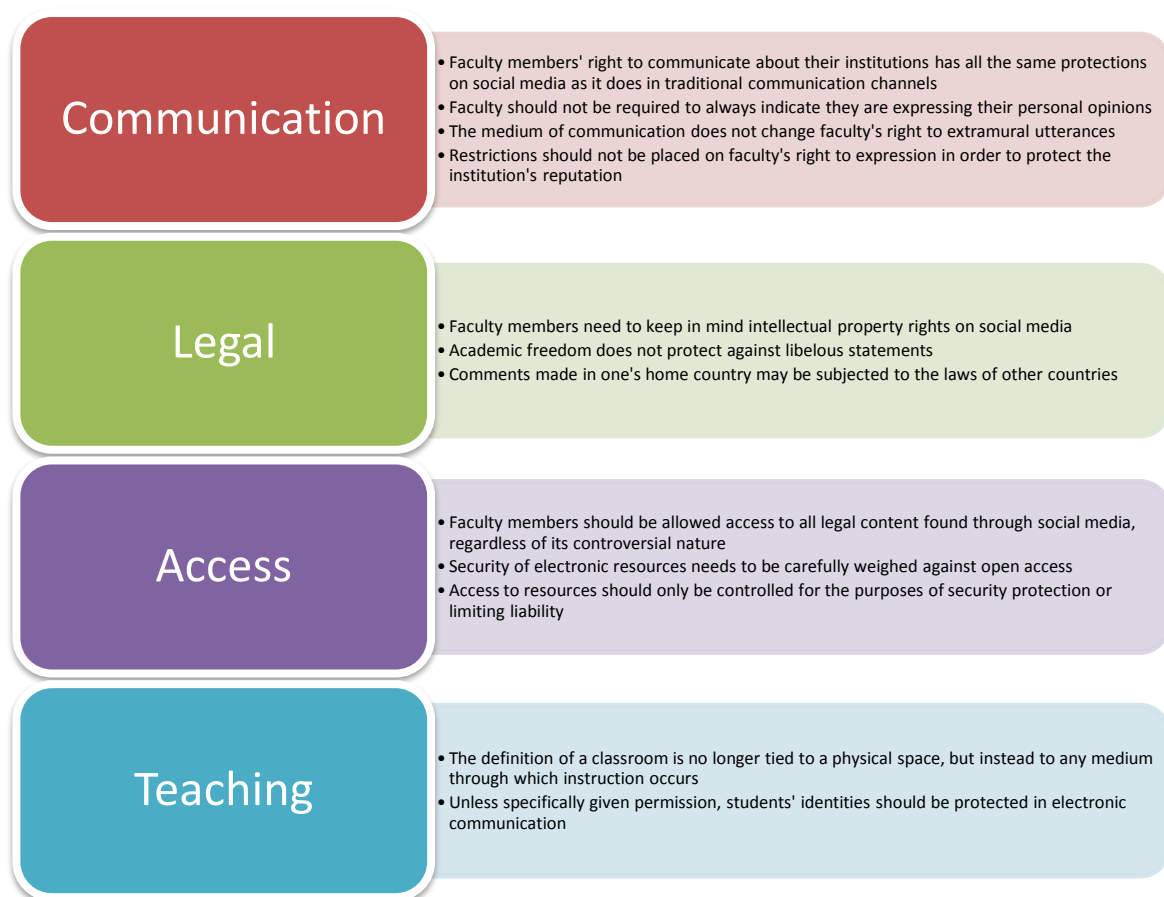 Communication
• Faculty members' right to communicate about their institutions has all the same protections
on social media as it does in traditional communication channels
• Faculty should not be required to always indicate they are expressing their personal opinions
• The medium of communication does not change faculty's right to extramural utterances
• Restrictions should not be placed on faculty's right to expression in order to protect the
institution's reputation
Legal
• Faculty members need to keep in mind intellectual property rights on social media
• Academic freedom does not protect against libelous statements
• Comments made in one's home country may be subjected to the laws of other countries
Access
• Faculty members should be allowed access to all legal content found through social media,
regardless of its controversial nature
• Security of electronic resources needs to be carefully weighed against open access
• Access to resources should only be controlled for the purposes of security protection or
limiting liability
Teaching
• The definition of a classroom is no longer tied to a physical space, but instead to any medium
through which instruction occurs
• Unless specifically given permission, students' identities should be protected in electronic
communication